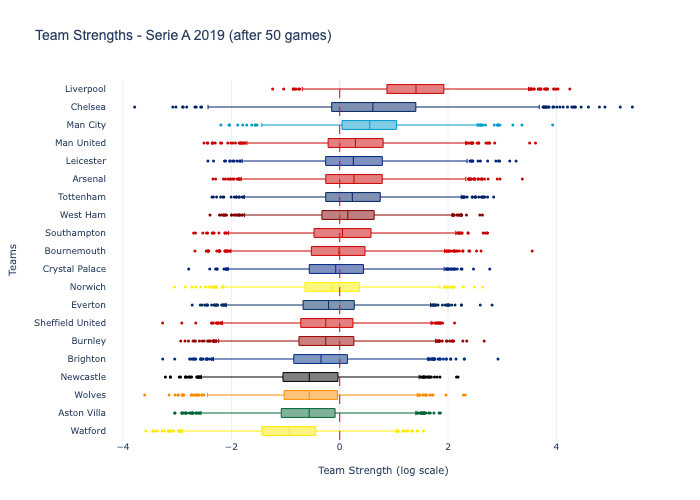 Team Strengths - Serie A 2019 (after 50 games)
Liverpool
Chelsea
Man City
Man United
Leicester
Arsenal
Tottenham
West Ham
Southampton
Bournemouth
Crystal Palace
Norwich
Everton
Sheffield United
Burnley
Brighton
Newcastle
Wolves
Aston Villa
Watford
Teams
−4 −2 0 2 4
Team Strength (log scale)